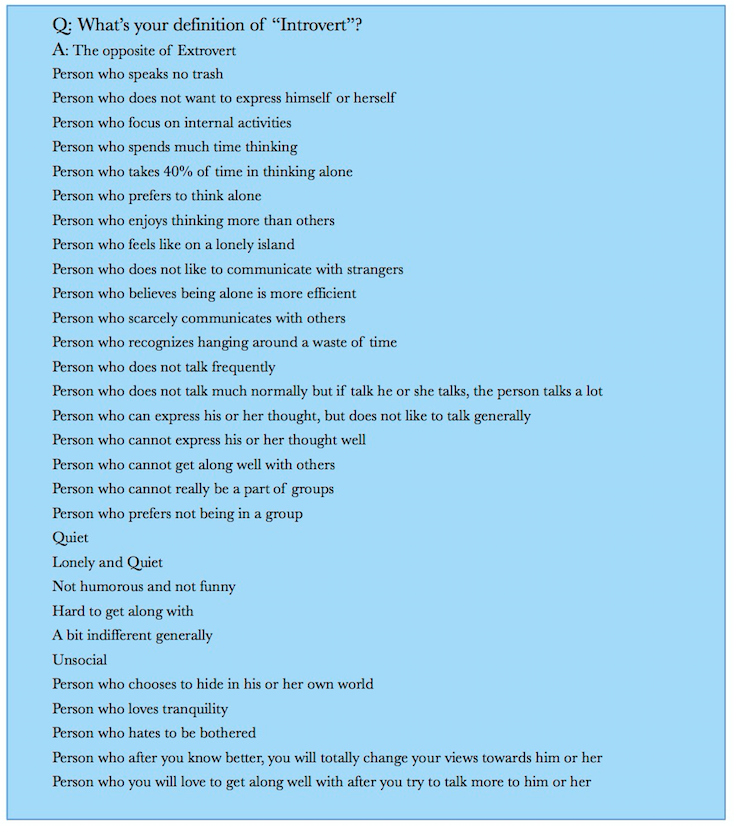 Q: What’s your definition of “Introvert”?
A: The opposite of Extrovert
Person who speaks no trash
Person who does not want to express himself or herself
Person who focus on internal activities
Person who spends much time thinking
Person who takes 40% of time in thinking alone
Person who prefers to think alone
Person who enjoys thinking more than others
Person who feels like on a lonely island
Person who does not like to communicate with strangers
Person who believes being alone is more efficient
Person who scarcely communicates with others
Person who recognizes hanging around a waste of time
Person who does not talk frequently
Person who does not talk much normally but if talk he or she talks, the person talks a lot
Person who can express his or her thought, but does not like to talk generally
Person who cannot express his or her thought well
Person who cannot get along well with others
Person who cannot really be a part of groups
Person who prefers not being in a group
Quiet
Lonely and Quiet
Not humorous and not funny
Hard to get along with
A bit indifferent generally
Unsocial
Person who chooses to hide in his or her own world
Person who loves tranquility
Person who hates to be bothered
Person who after you know better, you will totally change your views towards him or her
Person who you will love to get along well with after you try to talk more to him or her